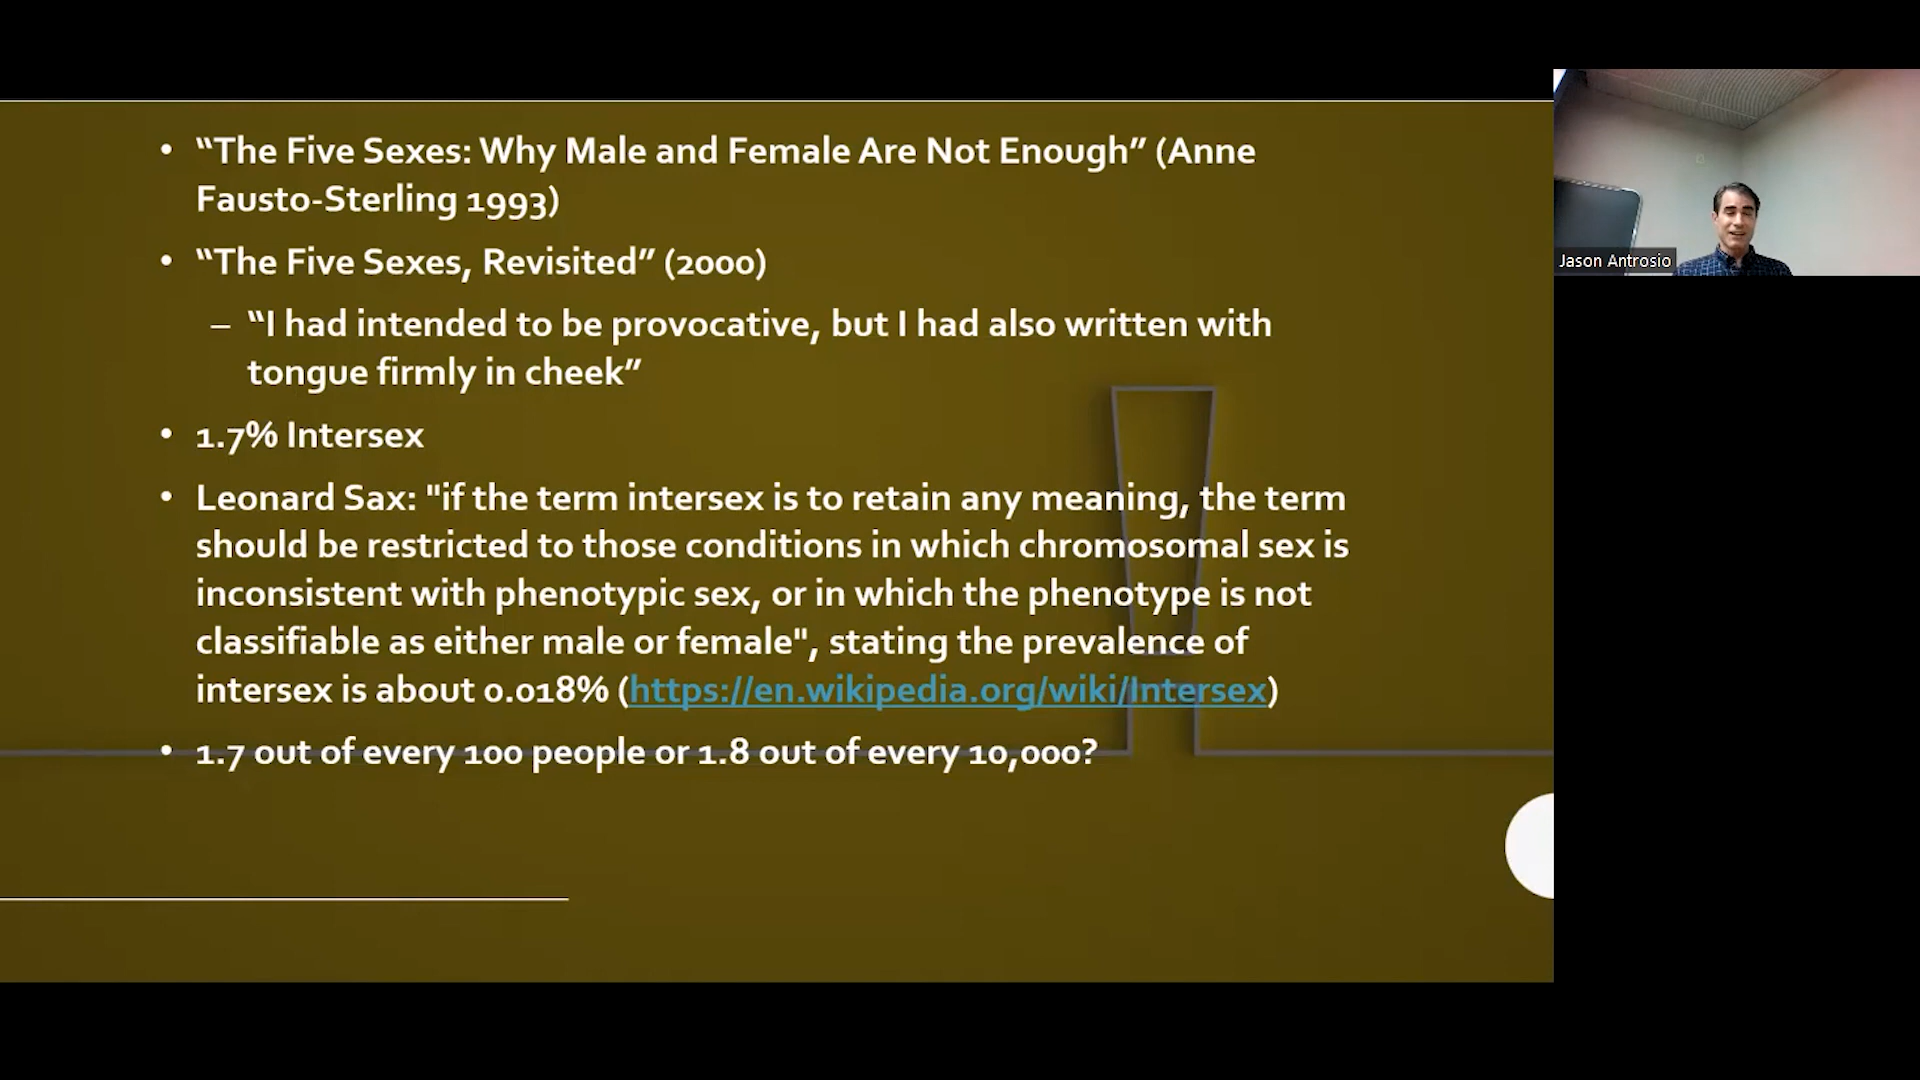 • “The Five Sexes: Why Male and Female Are Not Enough” (Anne
Fausto-Sterling 1993)
• “The Five Sexes, Revisited” (2000)
– “I had intended to be provocative, but I had also written with
tongue firmly in cheek”
• 1.7% Intersex
• Leonard Sax: "if the term intersex is to retain any meaning, the term
should be restricted to those conditions in which chromosomal sex is
inconsistent with phenotypic sex, or in which the phenotype is not
classifiable as either male or female", stating the prevalence of
intersex is about 0.018% (https://en.wikipedia.org/wiki/Intersex)
• 1.7 out of every 100 people or 1.8 out of every 10,000?
Jason Antrosio